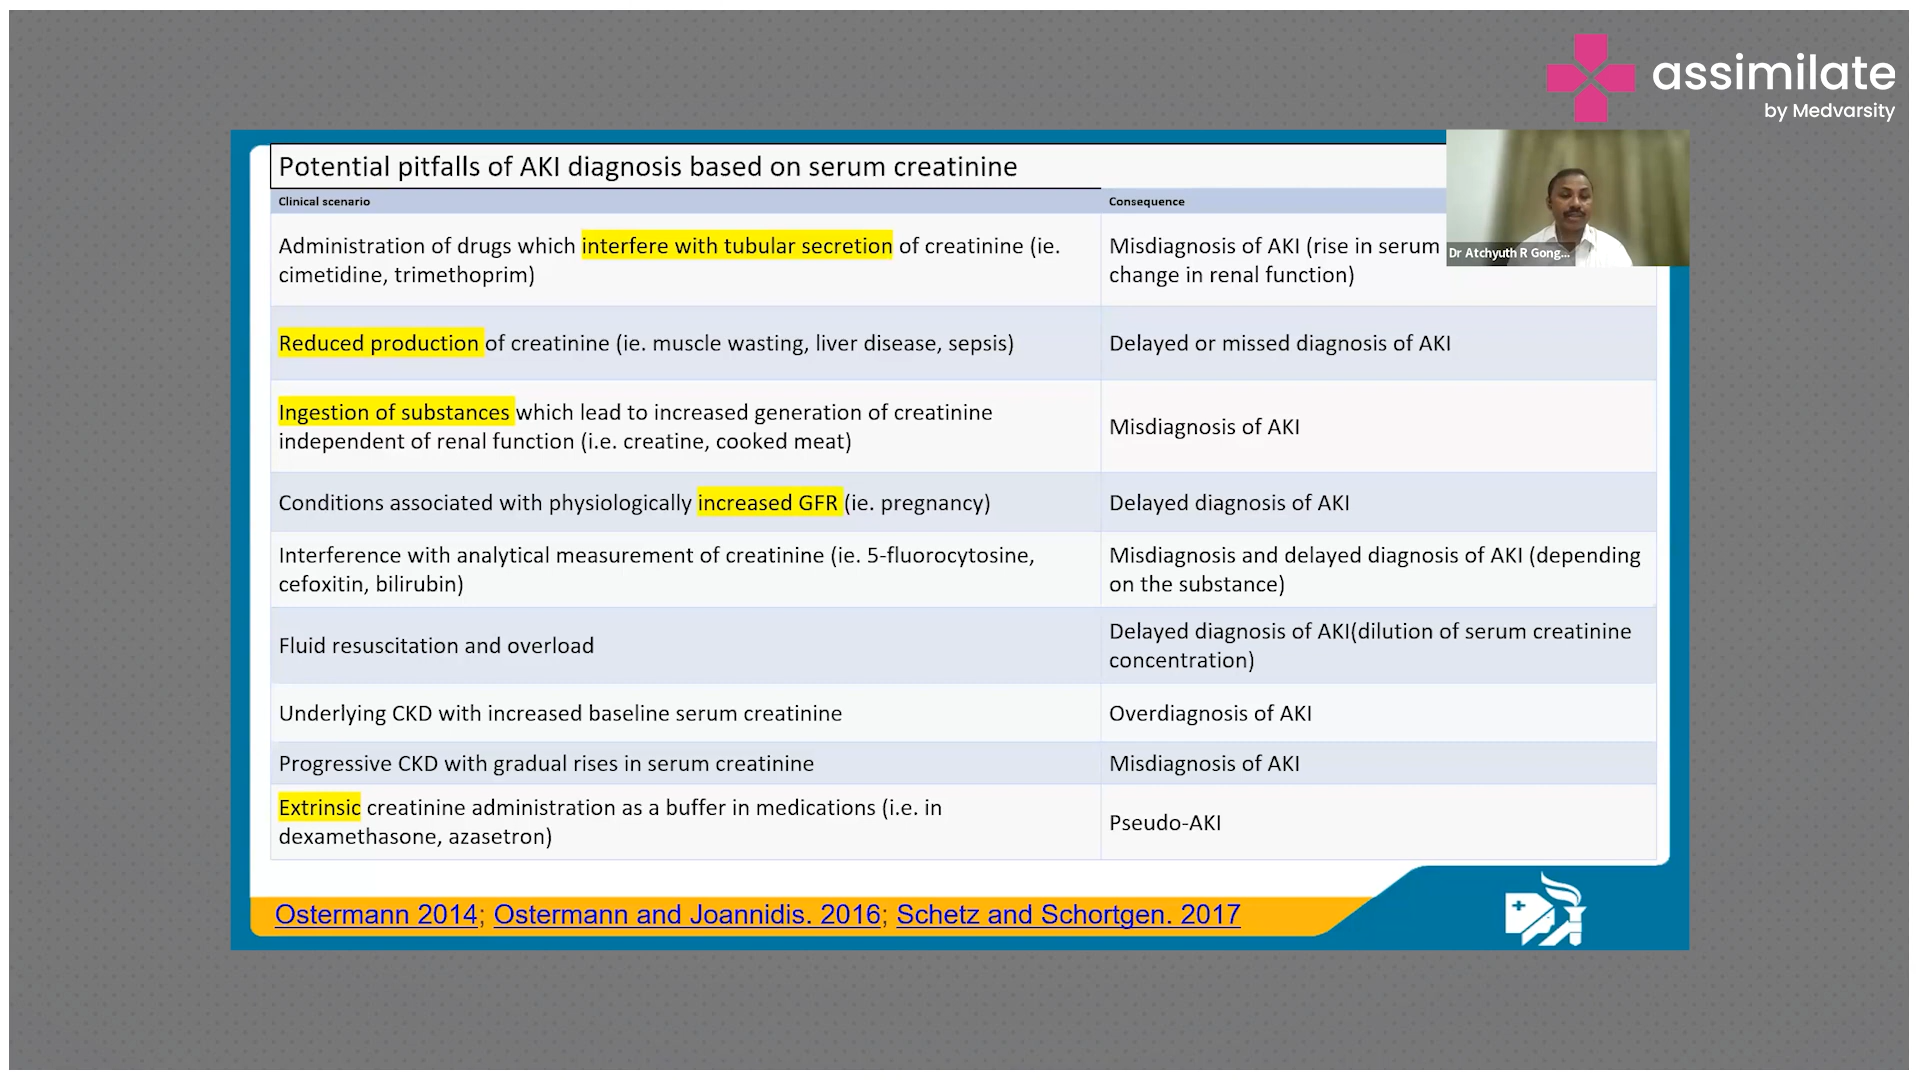 assimilate
by Medvarsity
Potential pitfalls of AKI diagnosis based on serum creatinine
Clinical scenario
Consequence
Administration of drugs which interfere with tubular secretion of creatinine (ie.
cimetidine, trimethoprim)
Misdiagnosis of AKI (rise in serum
change in renal function)
Dr Atchyuth R Gong...
Reduced production of creatinine (ie. muscle wasting, liver disease, sepsis)
Delayed or missed diagnosis of AKI
Ingestion of substances which lead to increased generation of creatinine
independent of renal function (i.e. creatine, cooked meat)
Misdiagnosis of AKI
Conditions associated with physiologically increased GFR (ie. pregnancy)
Delayed diagnosis of AKI
Interference with analytical measurement of creatinine (ie. 5-fluorocytosine,
cefoxitin, bilirubin)
Misdiagnosis and delayed diagnosis of AKI (depending
on the substance)
Fluid resuscitation and overload
Delayed diagnosis of AKI(dilution of serum creatinine
concentration)
Underlying CKD with increased baseline serum creatinine
Overdiagnosis of AKI
Progressive CKD with gradual rises in serum creatinine
Misdiagnosis of AKI
Extrinsic creatinine administration as a buffer in medications (i.e. in
dexamethasone, azasetron)
Pseudo-AKI
Ostermann 2014; Ostermann and Joannidis. 2016; Schetz and Schortgen. 2017